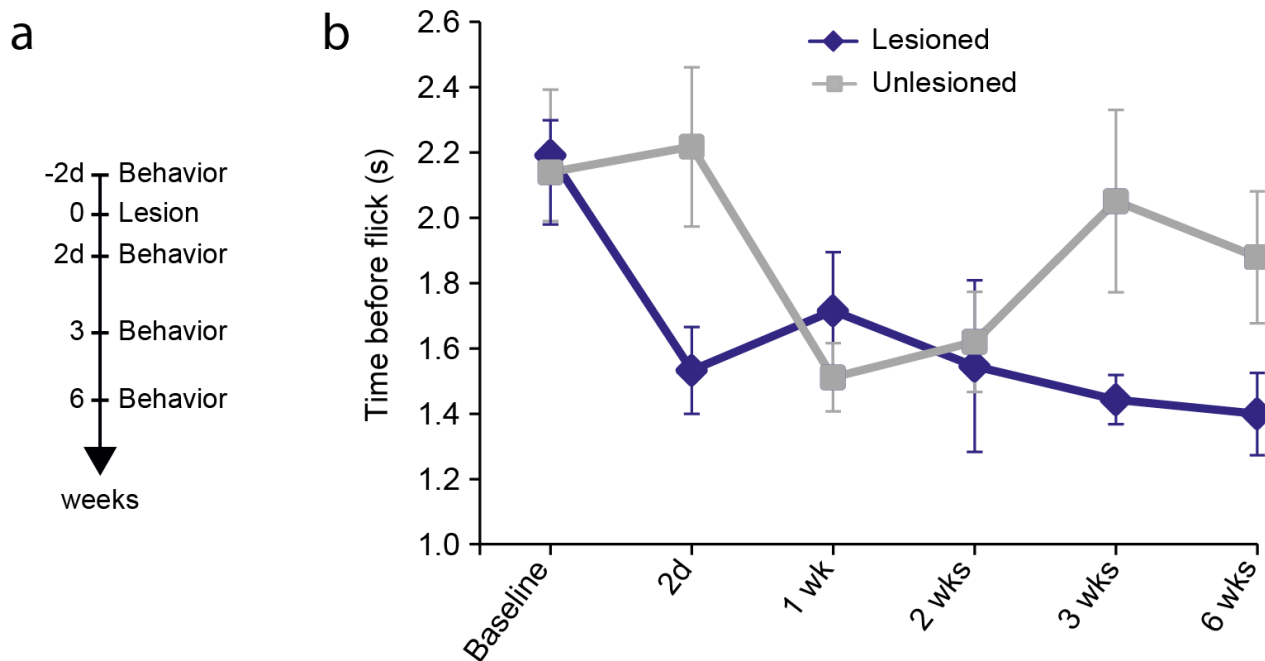 a
-2d Behavior
0 Lesion
2d Behavior
3 Behavior
6 Behavior
weeks
b
Lesioned
Unlesioned
Time before flick (s)
2.6
2.4
2.2
2.0
1.8
1.6
1.4
1.2
1.0
Baseline
2d
1 wk
2 wks
3 wks
6 wks